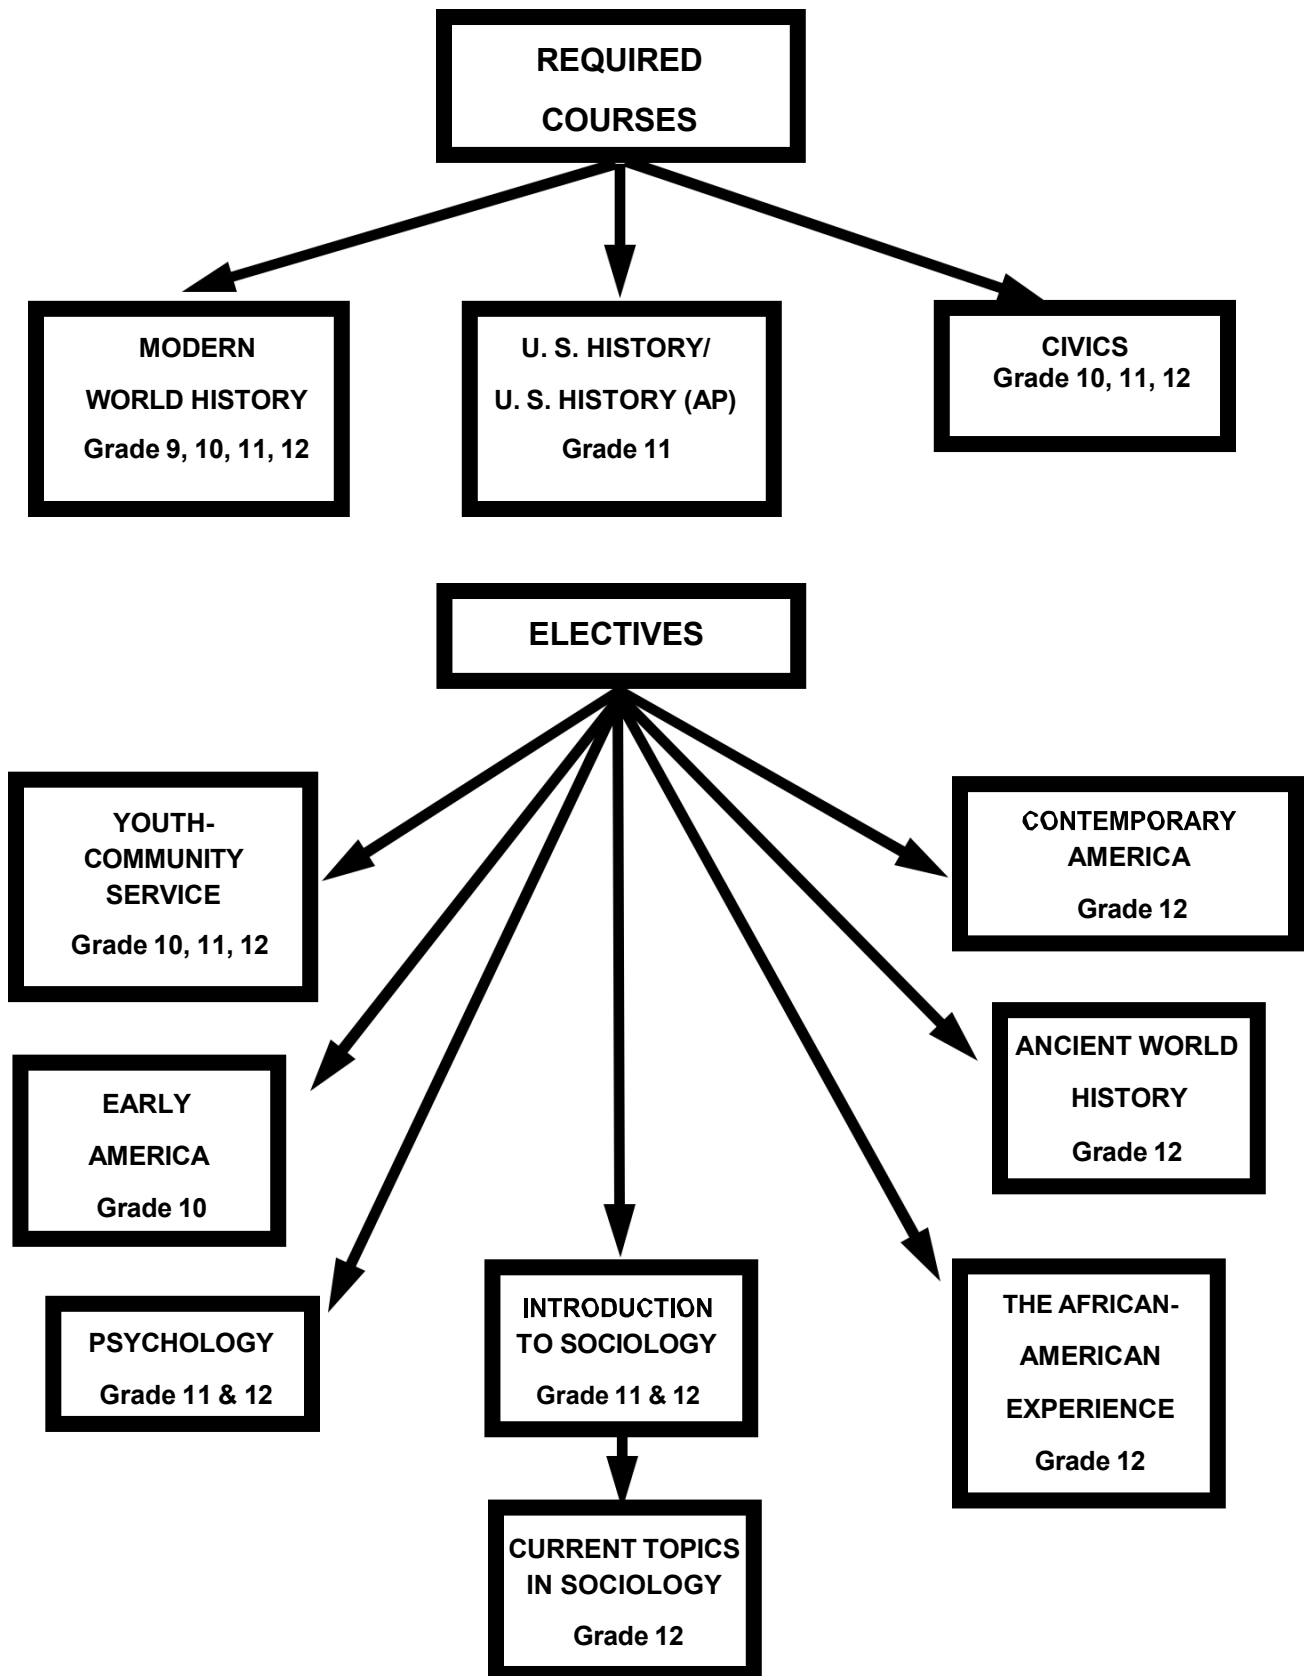 REQUIRED
COURSES
MODERN
WORLD HISTORY
Grade 9, 10, 11, 12
U. S. HISTORY/
U. S. HISTORY (AP)
Grade 11
CIVICS
Grade 10, 11, 12
ELECTIVES
YOUTH-
COMMUNITY
SERVICE
Grade 10, 11, 12
CONTEMPORARY
AMERICA
Grade 12
EARLY
AMERICA
Grade 10
ANCIENT WORLD
HISTORY
Grade 12
PSYCHOLOGY
Grade 11 & 12
INTRODUCTION
TO SOCIOLOGY
Grade 11 & 12
THE AFRICAN-
AMERICAN
EXPERIENCE
Grade 12
CURRENT TOPICS
IN SOCIOLOGY
Grade 12